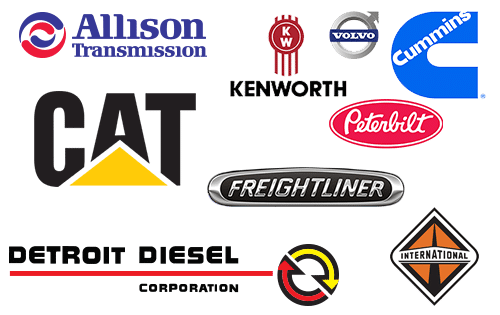 Allison
Transmission
KW
KENWORTH
VOLVO
Cummins
CAT
Peterbilt
FREIGHTLINER
DETROIT DIESEL
CORPORATION
INTERNATIONAL